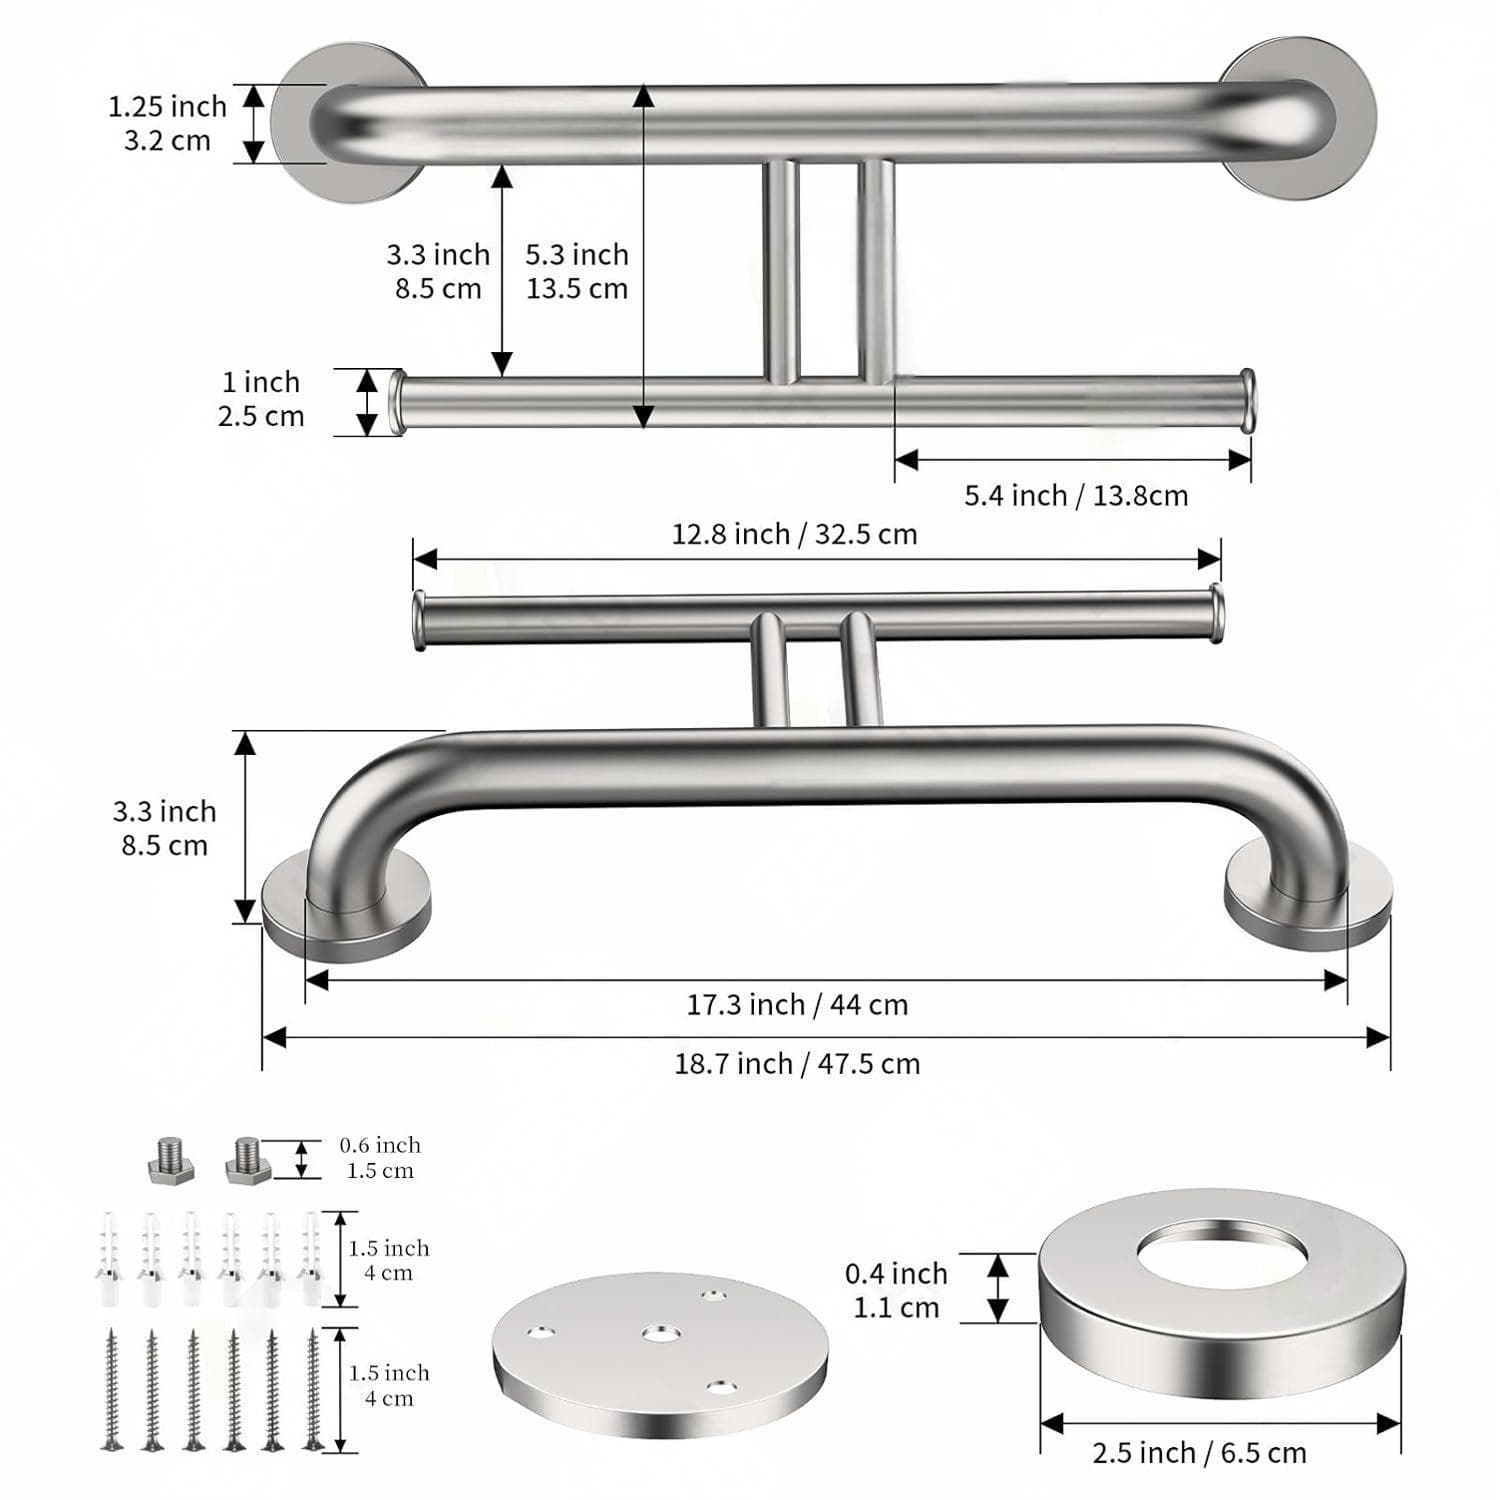 1.25 inch
3.2 cm
3.3 inch
8.5 cm
5.3 inch
13.5 cm
1 inch
2.5 cm
5.4 inch / 13.8cm
12.8 inch / 32.5 cm
3.3 inch
8.5 cm
17.3 inch / 44 cm
18.7 inch / 47.5 cm
0.6 inch
1.5 cm
1.5 inch
4 cm
1.5 inch
4 cm
0.4 inch
1.1 cm
2.5 inch / 6.5 cm